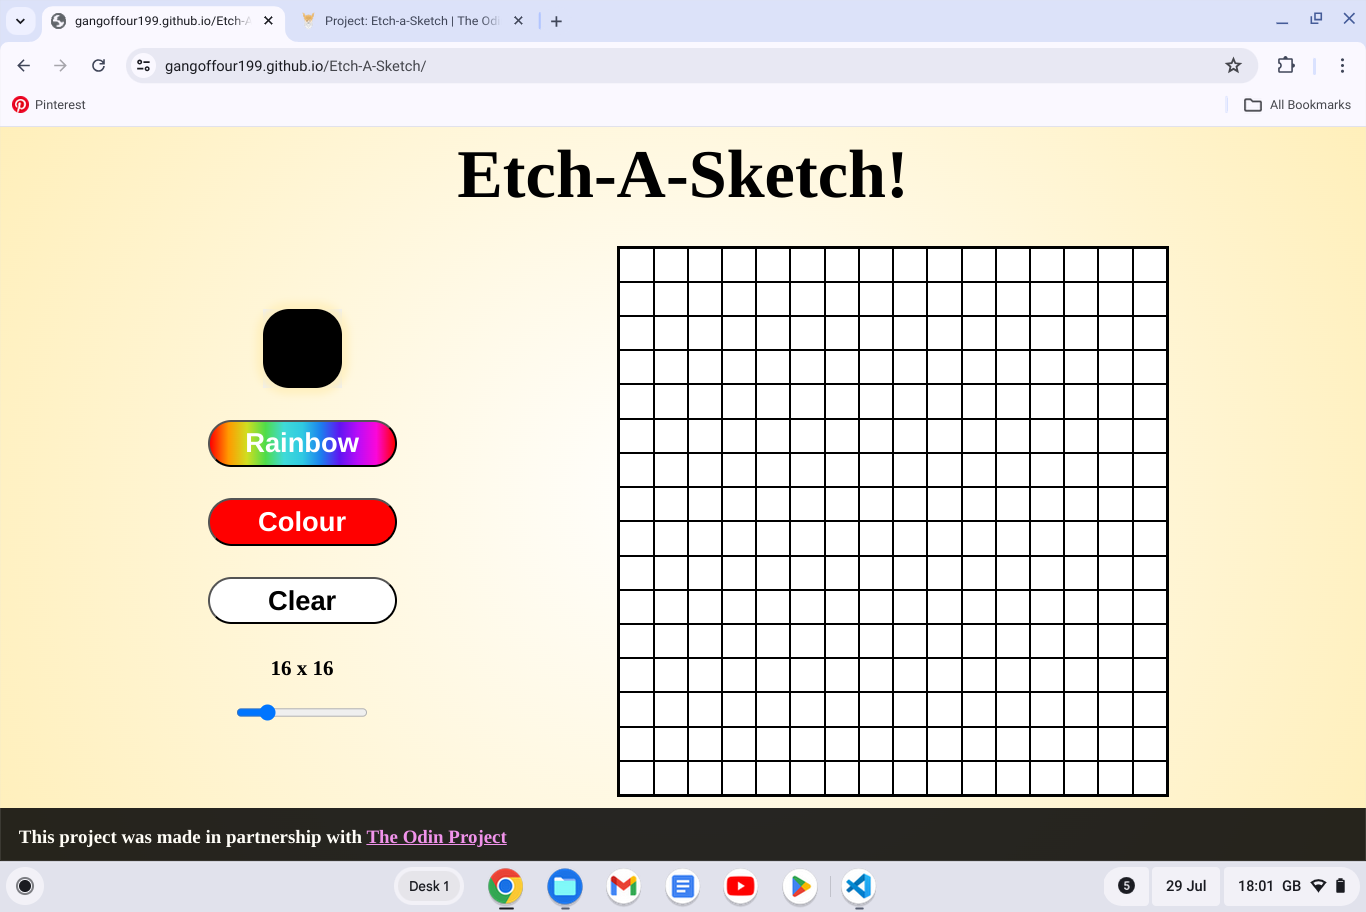 gangoffour199.github.io/Etch-A
Project: Etch-a-Sketch | The Odi
gangoffour199.github.io/Etch-A-Sketch/
Pinterest
All Bookmarks
Etch-A-Sketch!
Rainbow
Colour
Clear
16 x 16
This project was made in partnership with The Odin Project
Desk 1
5
29 Jul
18:01 GB